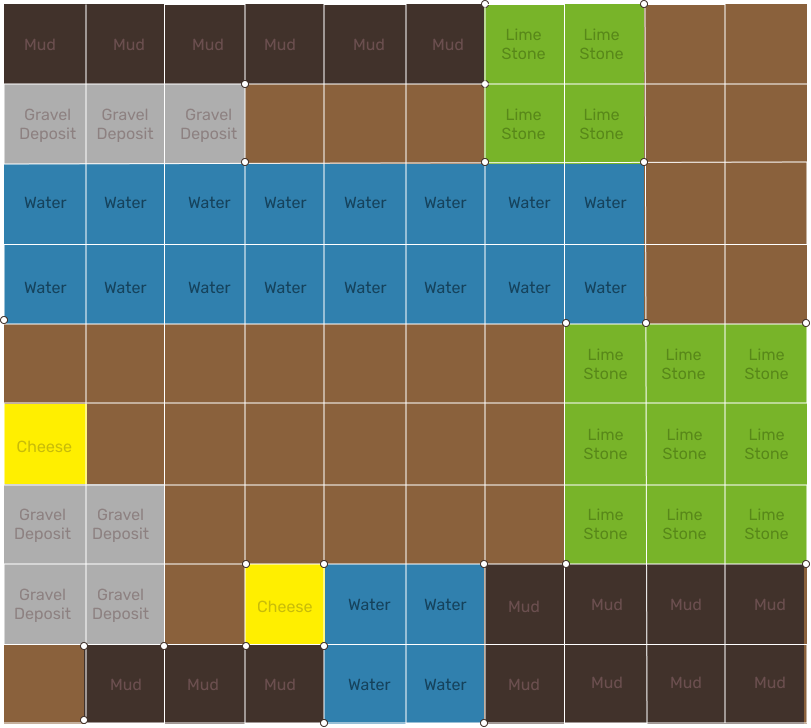 Mud Mud Mud Mud Mud Mud Lime Lime
Stone Stone
Gravel Gravel Gravel Lime Lime
Deposit Deposit Deposit Stone Stone
Water Water Water Water Water Water Water Water
Water Water Water Water Water Water Water Water
Lime Lime Lime
Stone Stone Stone
Cheese Lime Lime Lime
Stone Stone Stone
Gravel Gravel Lime Lime Lime
Deposit Deposit Stone Stone Stone
Gravel Gravel Cheese Water Water Mud Mud Mud Mud
Deposit Deposit
Mud Mud Mud Water Water Mud Mud Mud Mud